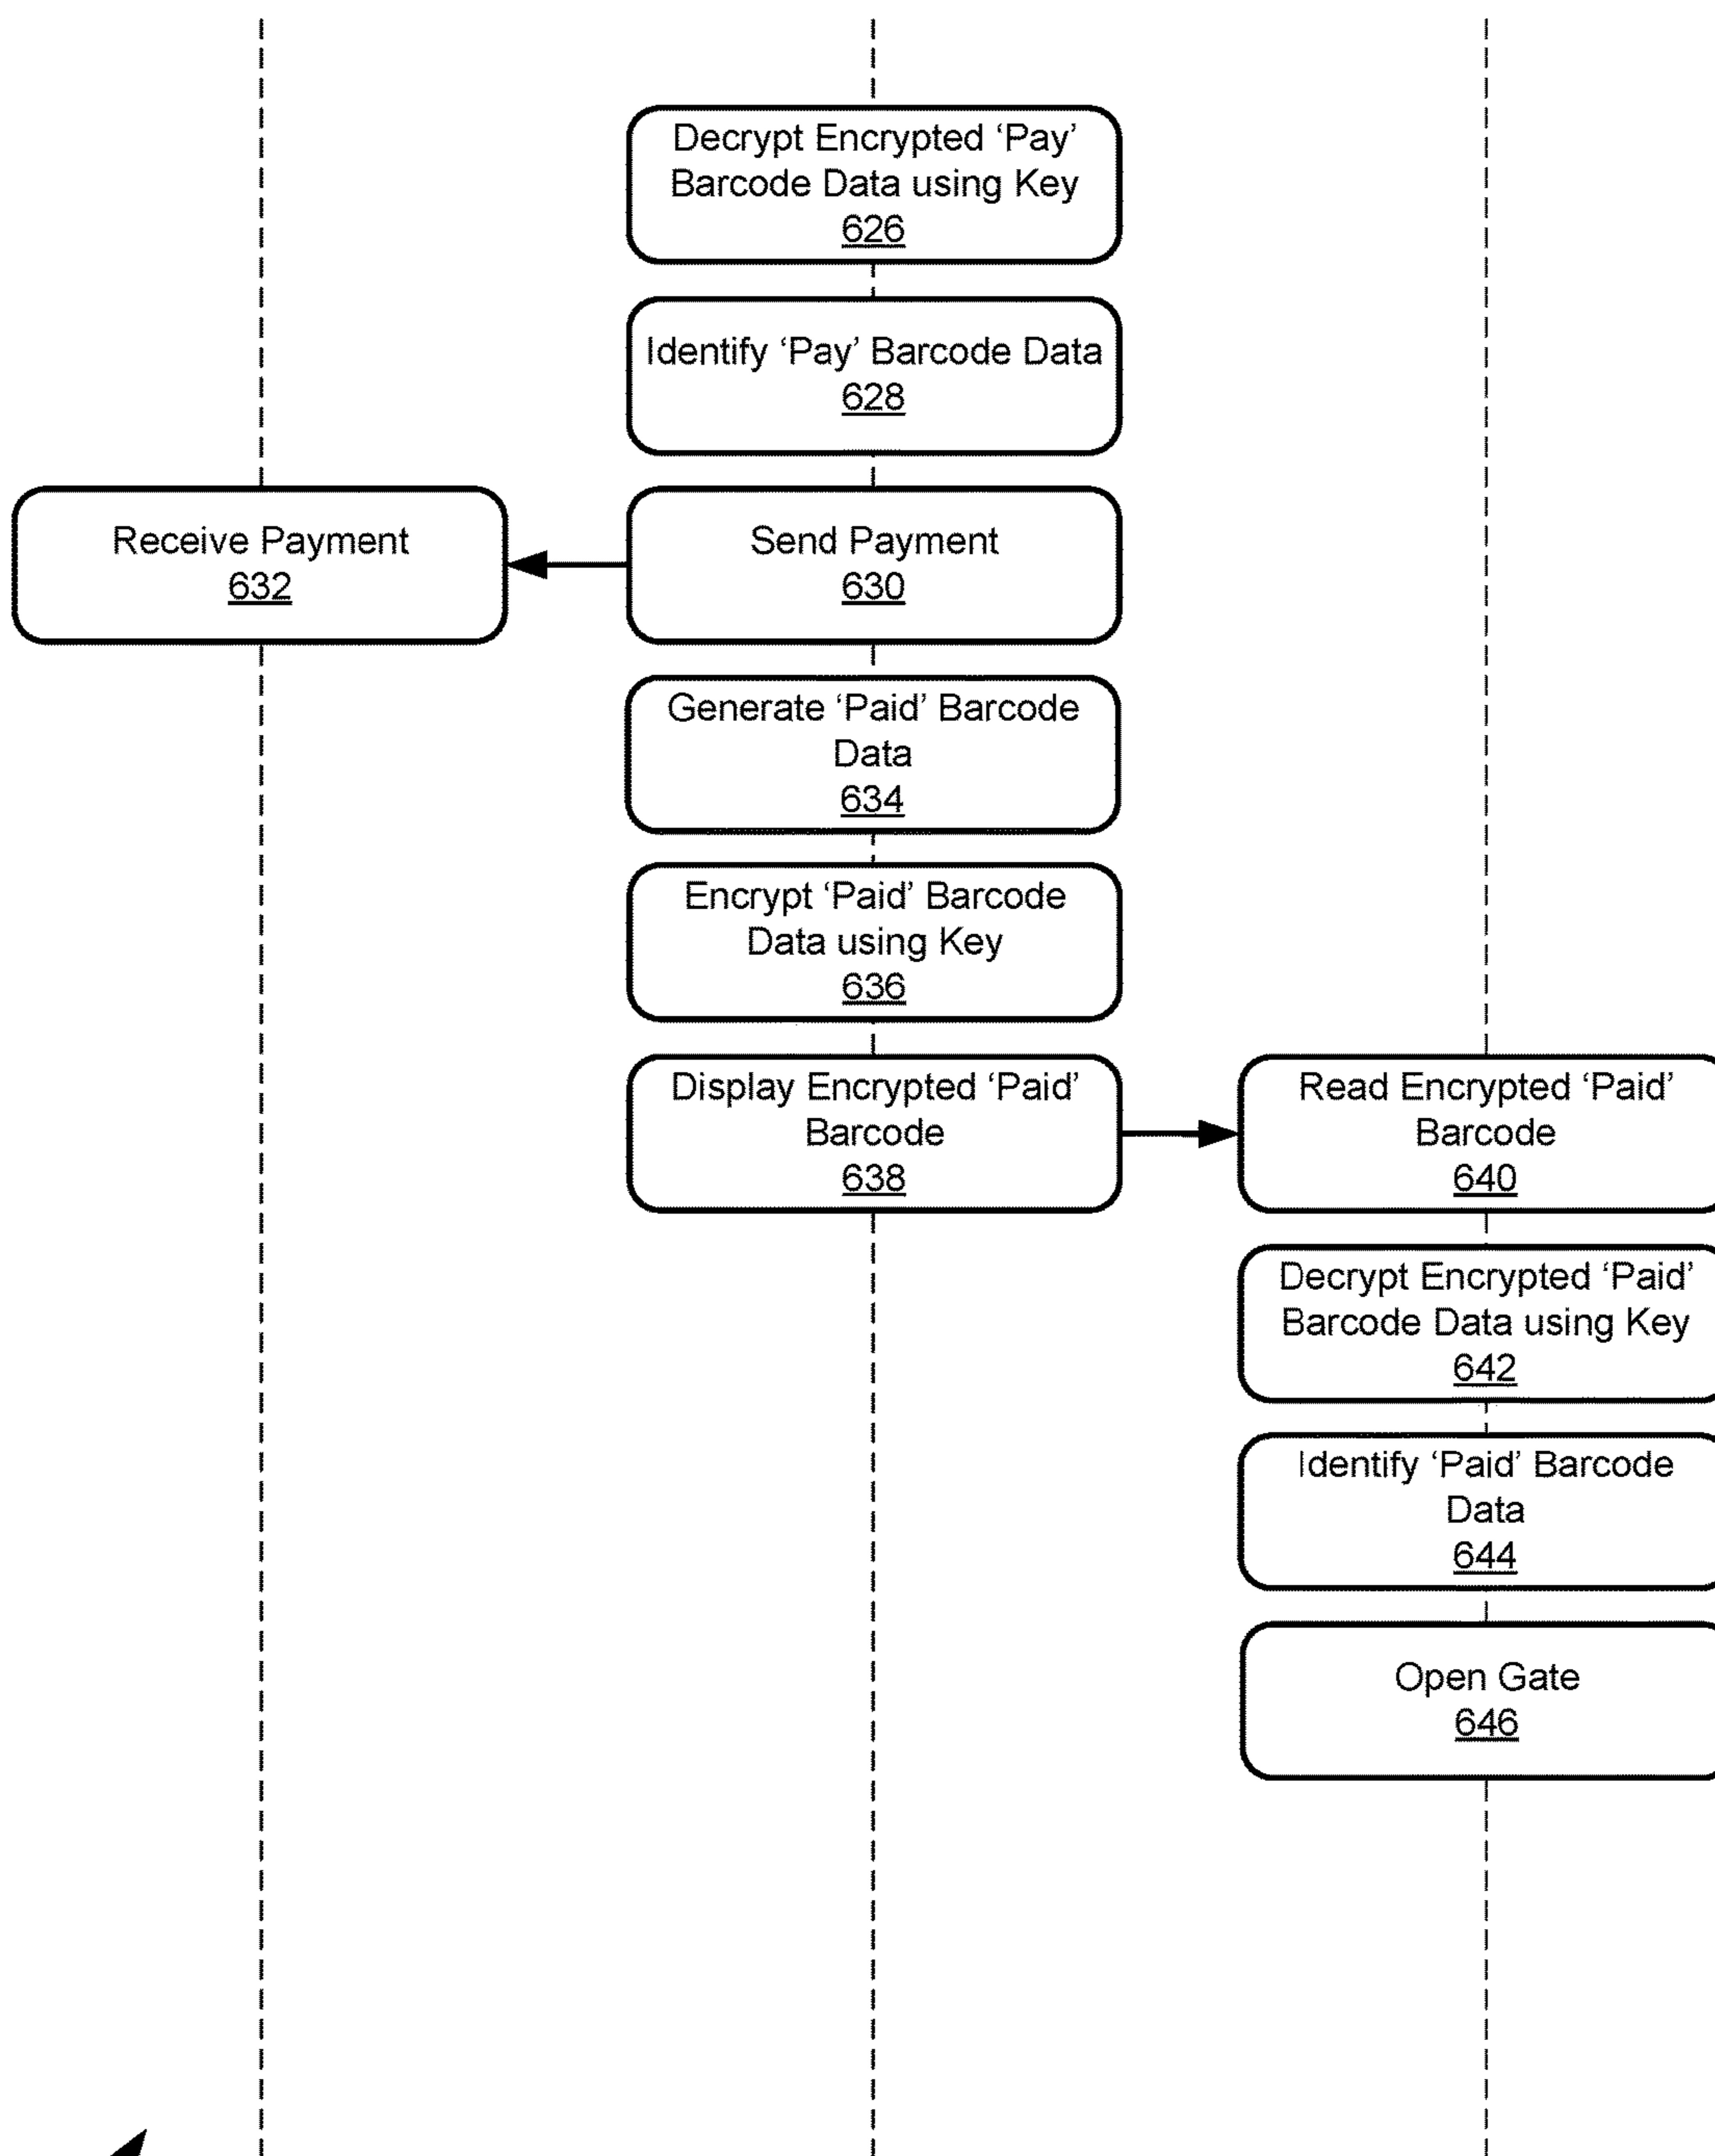 Decrypt Encrypted ‘Pay’
Barcode Data using Key
626
Identify ‘Pay’ Barcode Data
628
Receive Payment
632
Send Payment
630
Generate ‘Paid’ Barcode
Data
634
Encrypt ‘Paid’ Barcode
Data using Key
636
Display Encrypted ‘Paid’
Barcode
638
Read Encrypted ‘Paid’
Barcode
640
Decrypt Encrypted ‘Paid’
Barcode Data using Key
642
Identify ‘Paid’ Barcode
Data
644
Open Gate
646